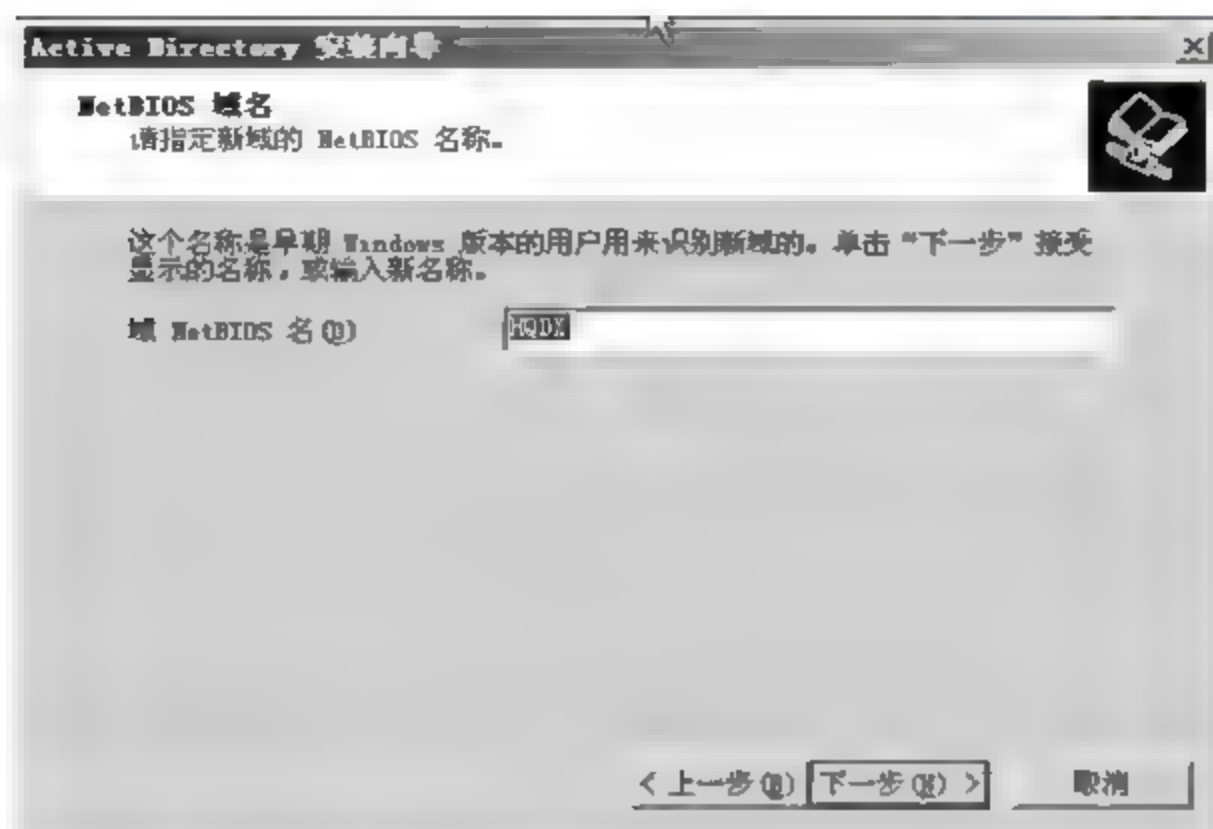 Active Directory 安装向导
NetBIOS 域名
请指定新域的 NetBIOS 名称。
这个名称是早期 Windows 版本的用户用来识别新域的。单击“下一步”接受
显示的名称，或输入新名称。
域 NetBIOS 名(D)
HQDX
< 上一步(B) 下一步(N) > 取消